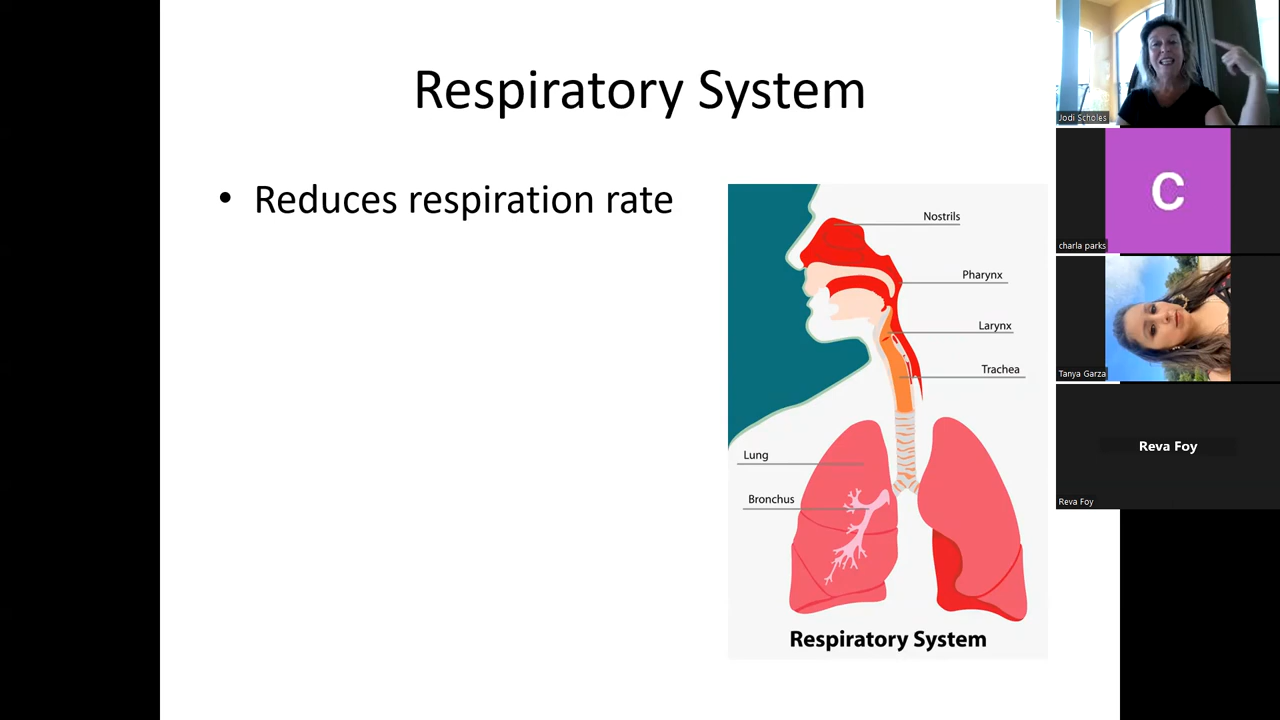 Respiratory System
• Reduces respiration rate
Nostrils
Pharynx
Larynx
Trachea
Lung
Bronchus
Respiratory System
Jodi Scholes
C
charla parks
Tanya Garza
Reva Foy
Reva Foy